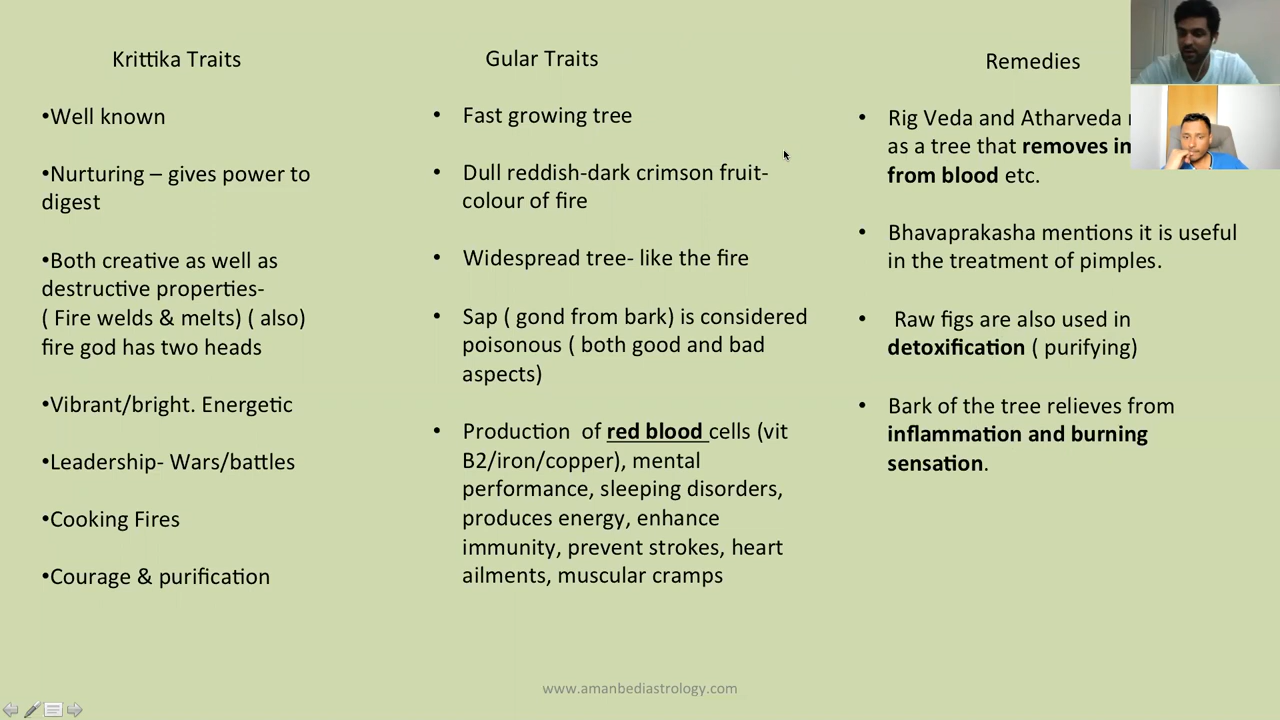 Krittika Traits
•Well known
•Nurturing – gives power to
digest
•Both creative as well as
destructive properties-
( Fire welds & melts) ( also)
fire god has two heads
•Vibrant/bright. Energetic
•Leadership- Wars/battles
•Cooking Fires
•Courage & purification
Gular Traits
• Fast growing tree
• Dull reddish-dark crimson fruit-
colour of fire
• Widespread tree- like the fire
• Sap ( gond from bark) is considered
poisonous ( both good and bad
aspects)
• Production of red blood cells (vit
B2/iron/copper), mental
performance, sleeping disorders,
produces energy, enhance
immunity, prevent strokes, heart
ailments, muscular cramps
Remedies
• Rig Veda and Atharveda
as a tree that removes
from blood etc.
• Bhavaprakasha mentions it is useful
in the treatment of pimples.
• Raw figs are also used in
detoxification ( purifying)
• Bark of the tree relieves from
inflammation and burning
sensation.
www.amanbediastrology.com